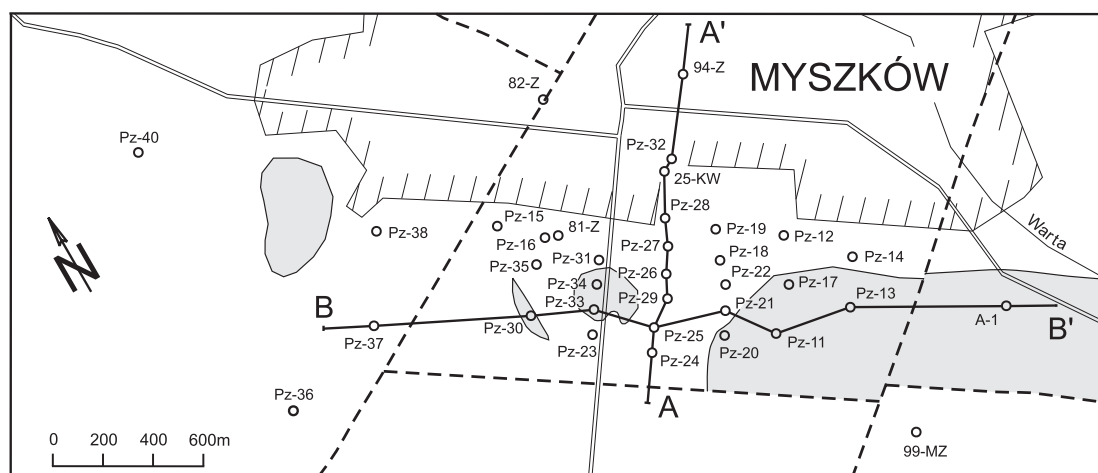 A'
94-Z
MYSZKÓW
82-Z
Pz-40
Pz-32
25-KW
Pz-28
Pz-15
81-Z
Pz-16
Pz-38
Pz-19
Pz-12
Warta
Pz-27
Pz-31
Pz-35
Pz-18
Pz-14
N
Pz-26
Pz-34
Pz-22
Pz-17
Pz-33
Pz-29
Pz-21
Pz-13
B
Pz-30
A-1
B'
Pz-37
Pz-23
Pz-25
Pz-20
Pz-11
Pz-24
Pz-36
A
0 200 400 600m
99-MZ